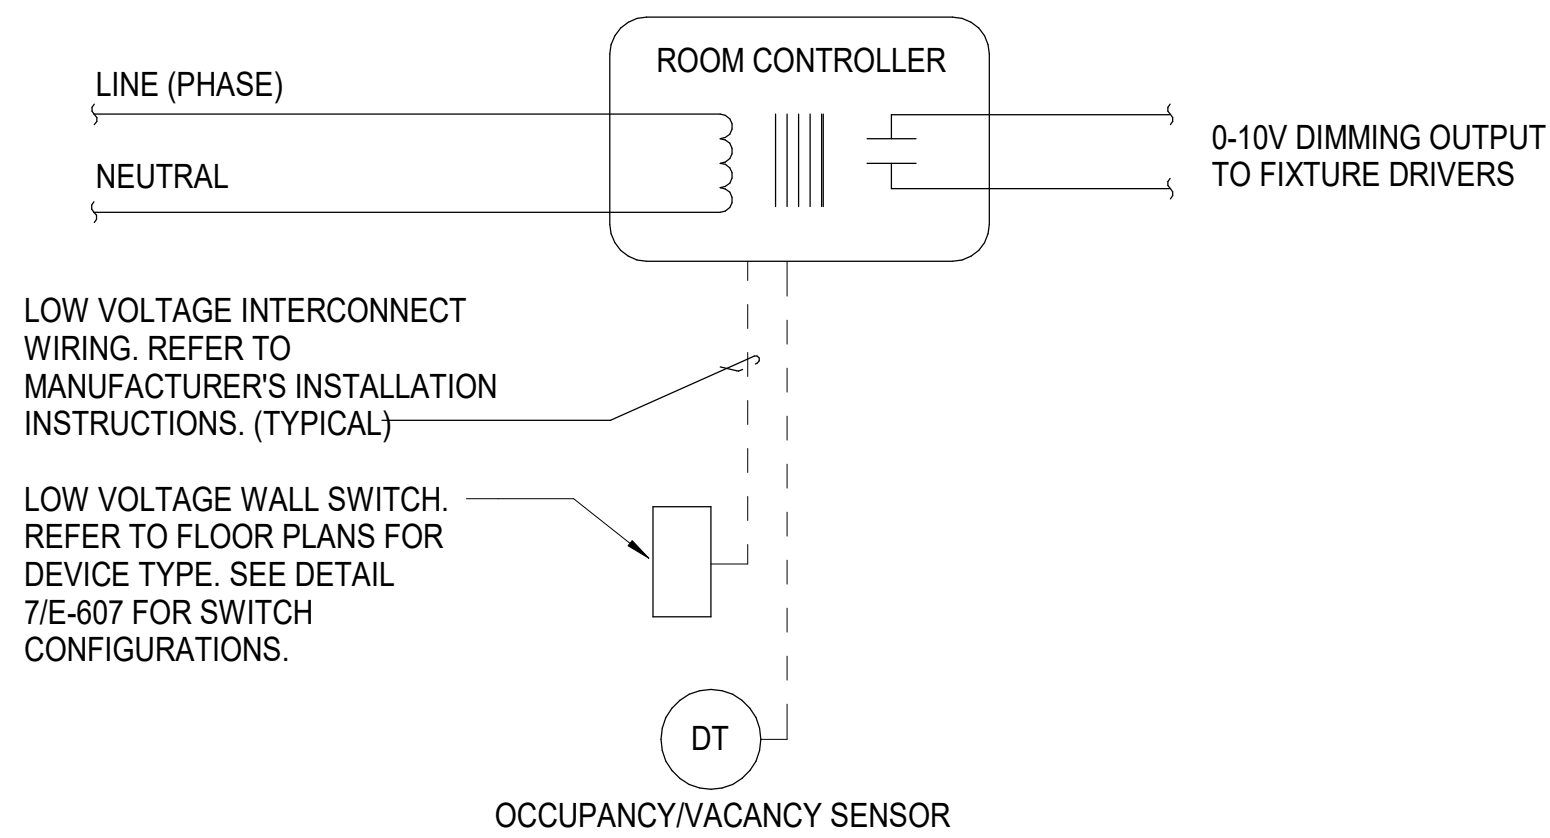 ROOM CONTROLLER
LINE (PHASE)
NEUTRAL
0-10V DIMMING OUTPUT
TO FIXTURE DRIVERS
LOW VOLTAGE INTERCONNECT
WIRING. REFER TO
MANUFACTURER'S INSTALLATION
INSTRUCTIONS. (TYPICAL)
LOW VOLTAGE WALL SWITCH.
REFER TO FLOOR PLANS FOR
DEVICE TYPE. SEE DETAIL
7/E-607 FOR SWITCH
CONFIGURATIONS.
DT
OCCUPANCY/VACANCY SENSOR